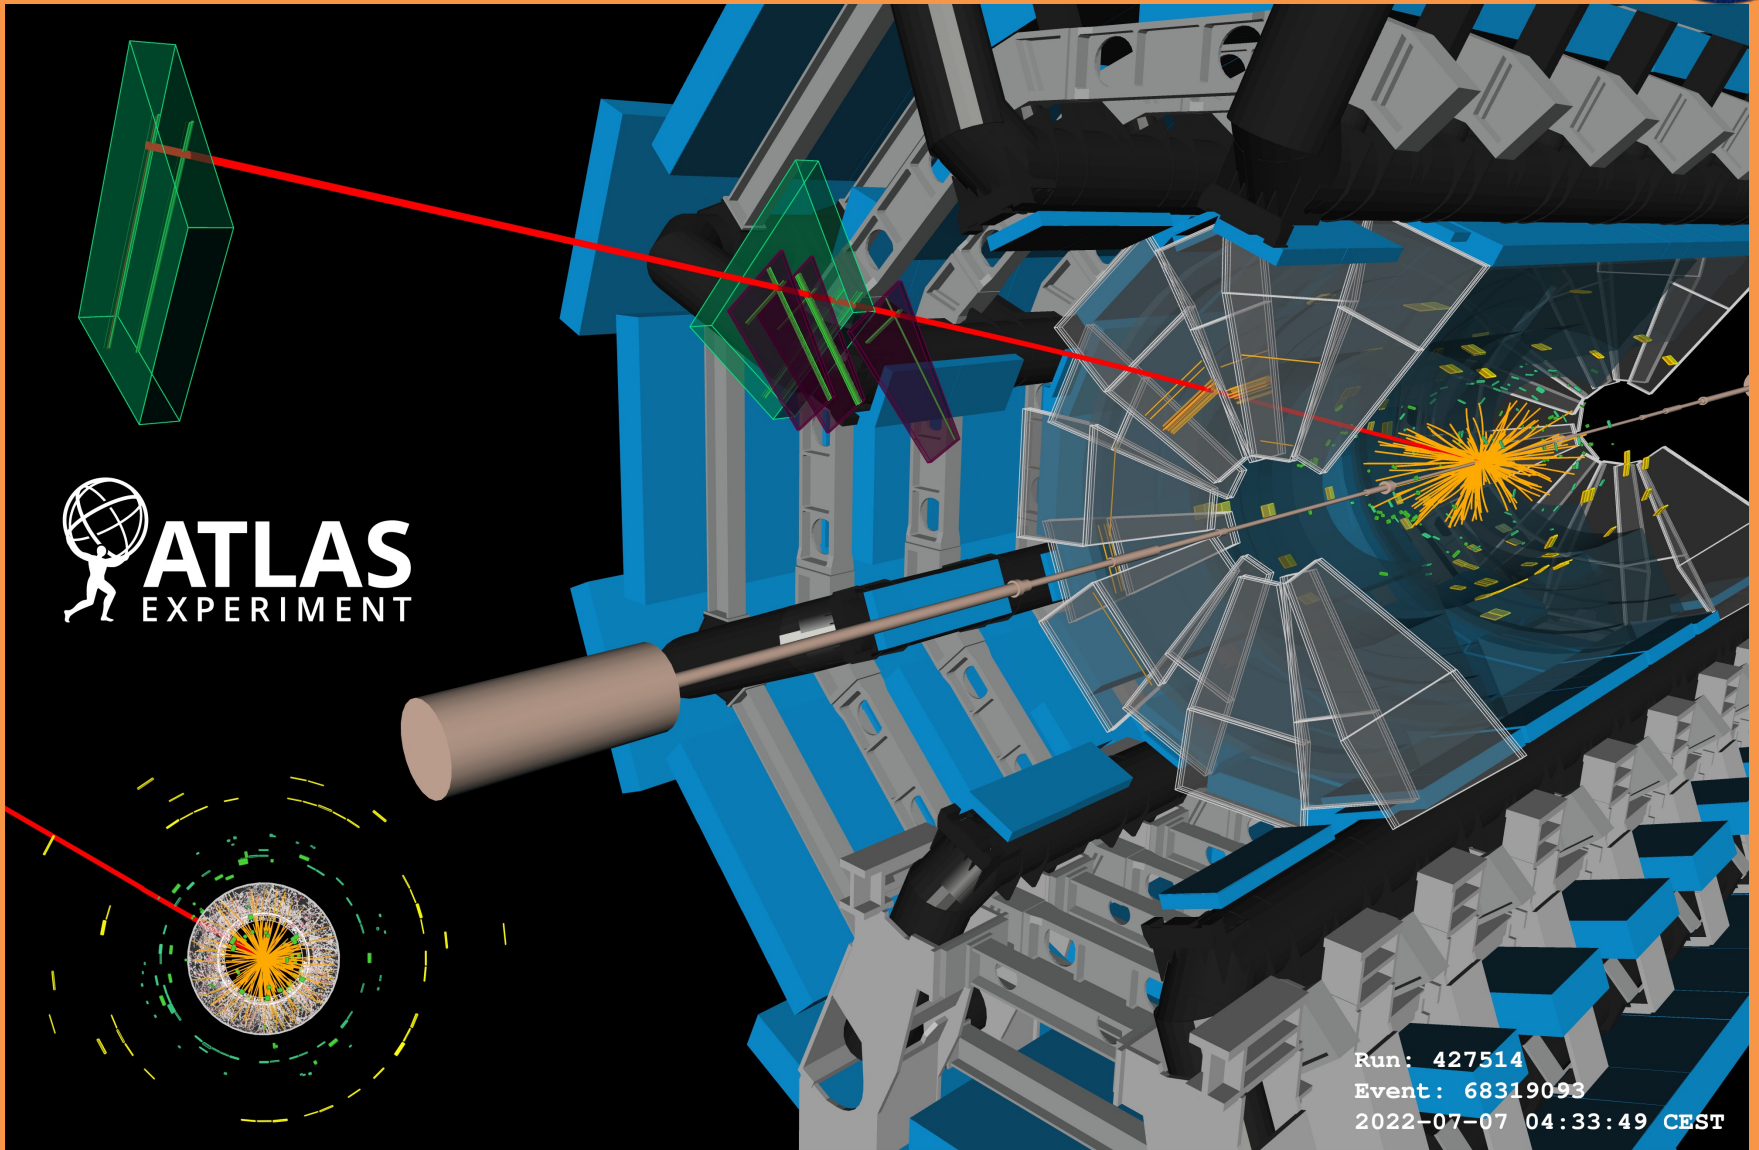 ATLAS
EXPERIMENT
Run: 427514
Event: 68319093
2022-07-07 04:33:49 CEST